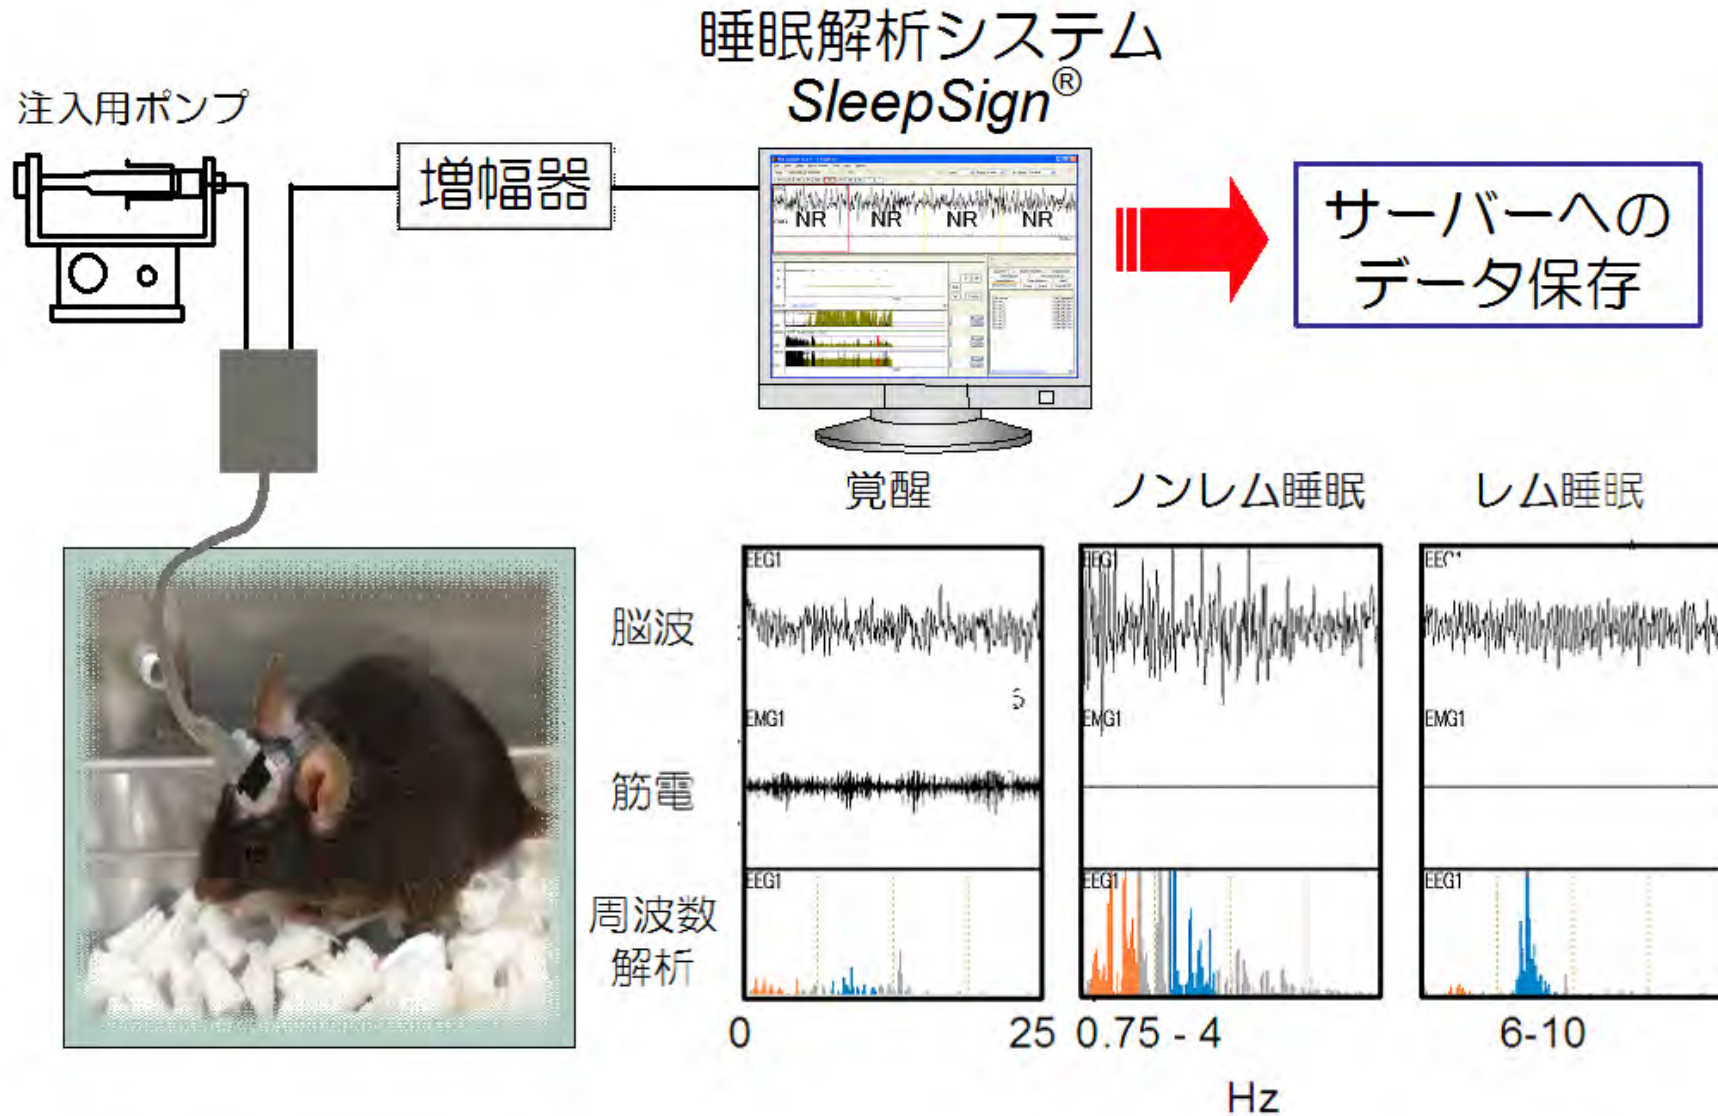 睡眠解析システム
SleepSign®
注入用ポンプ
増幅器
NR NR NR NR
サーバーへの
データ保存
覚醒
ノンレム睡眠
レム睡眠
脳波
筋電
周波数
解析
EEG1
EMG1
EEG1
EEG1
EMG1
EEG1
EMG1
EEG1
0
25
0.75 - 4
6-10
Hz